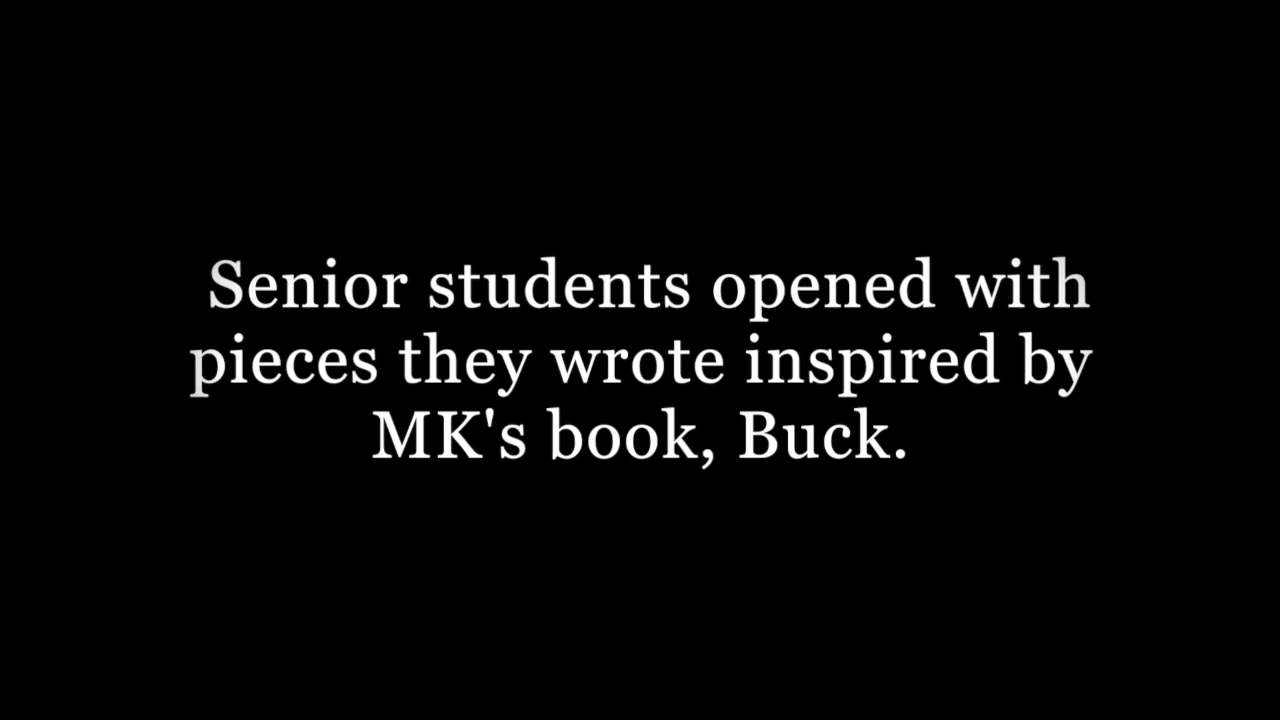 Senior students opened with
pieces they wrote inspired by
MK's book, Buck.